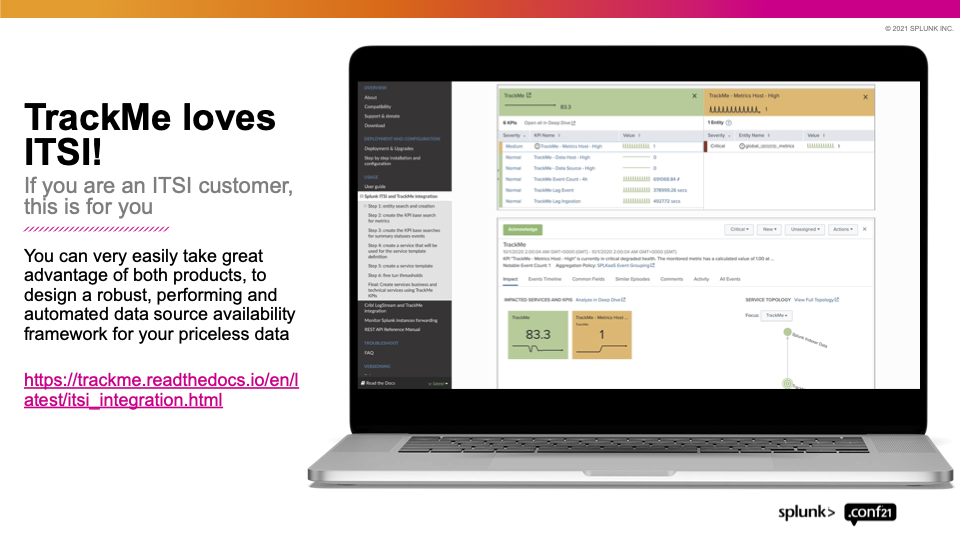 © 2021 SPLUNK INC.
TrackMe loves
ITSI!
If you are an ITSI customer,
this is for you
You can very easily take great
advantage of both products, to
design a robust, performing and
automated data source availability
framework for your priceless data
https://trackme.readthedocs.io/en/l
atest/itsi_integration.html
OVERVIEW
About
Compatibility
Support & donate
Download
DEPLOYMENT AND CONFIGURATION
Deployment & Upgrades
Step by step installation and
configuration
USAGE
User guide
Splunk ITSI and TrackMe integration
Step 1: entity search and creation
Step 2: create the KPI base search
for metrics
Step 3: create the KPI base searches
for summary statuses events
Step 4: create a service that will be
used for the service template
definition
Step 5: create a service template
Step 6: fine tun thresholds
Final: Create services business and
technical services using TrackMe
KPIs
Cribl LogStream and TrackMe
integration
Monitor Splunk instances forwarding
REST API Reference Manual
TROUBLESHOOT
FAQ
VERSIONING
Read the Docs
TrackMe
83.3
6 KPIs Open all in Deep Dive
Severity KPI Name Value
Medium TrackMe - Metrics Host - High 1
Normal TrackMe - Data Host - High 0
Normal TrackMe - Data Source - High 0
Normal TrackMe Event Count - 4h
Normal TrackMe Lag Event
Normal TrackMe Lag Ingestion
TrackMe - Metrics Host - High
1
1 Entity
Severity Entity Name Value
Critical 1
Acknowledge
Critical New Unassigned Actions
TrackMe
KPI "TrackMe - Metrics Host - High" is currently in critical degraded health. The monitored metric has a calculated value of 1.00 at ...
Notable Event Count: 1 Aggregation Policy: SPLKaaS Event Grouping
Impact Events Timeline Common Fields Similar Episodes Comments Activity All Events
IMPACTED SERVICES AND KPIS Analyze in Deep Dive
SERVICE TOPOLOGY View Full Topology
Focus: TrackMe
TrackMe
83.3
TrackMe - Metrics Host ...
TrackMe
1
Splunk Indexer Data
splunk> .conf21